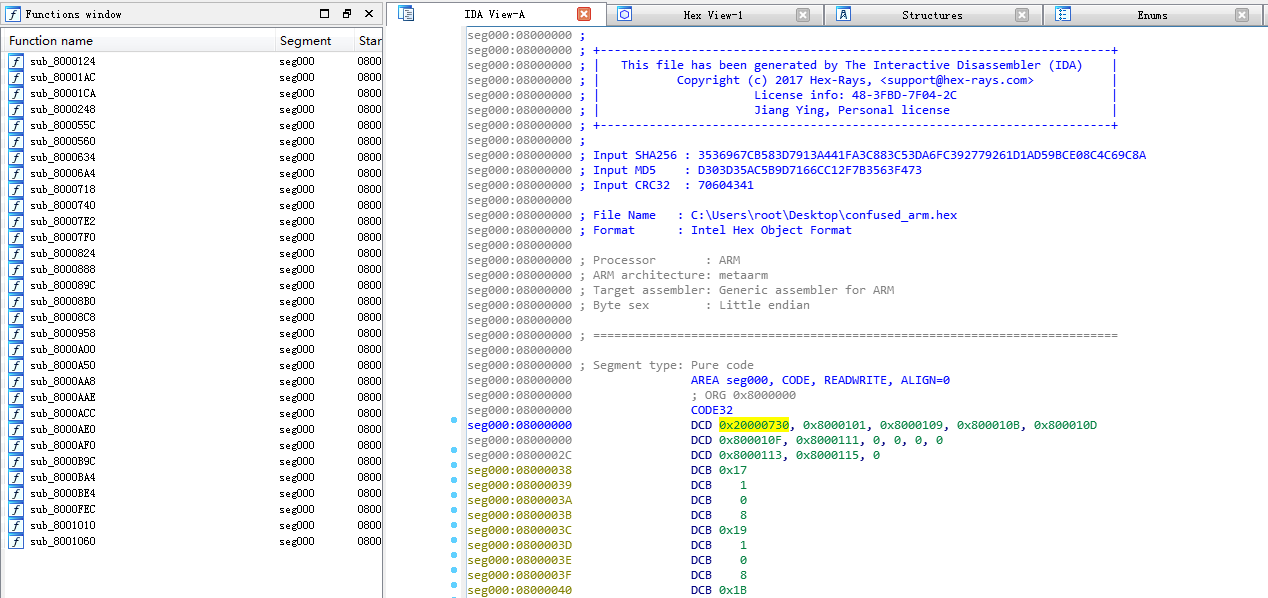 Functions window
Function name Segment Star
f sub_8000124 seg000 0800
f sub_80001AC seg000 0800
f sub_80001CA seg000 0800
f sub_8000248 seg000 0800
f sub_800055C seg000 0800
f sub_8000560 seg000 0800
f sub_8000634 seg000 0800
f sub_80006A4 seg000 0800
f sub_8000718 seg000 0800
f sub_8000740 seg000 0800
f sub_80007E2 seg000 0800
f sub_80007F0 seg000 0800
f sub_8000824 seg000 0800
f sub_8000888 seg000 0800
f sub_800089C seg000 0800
f sub_80008B0 seg000 0800
f sub_80008C8 seg000 0800
f sub_8000958 seg000 0800
f sub_8000A00 seg000 0800
f sub_8000A50 seg000 0800
f sub_8000AA8 seg000 0800
f sub_8000AAE seg000 0800
f sub_8000ACC seg000 0800
f sub_8000AE0 seg000 0800
f sub_8000AF0 seg000 0800
f sub_8000B9C seg000 0800
f sub_8000BA4 seg000 0800
f sub_8000BE4 seg000 0800
f sub_8000FEC seg000 0800
f sub_8001010 seg000 0800
f sub_8001060 seg000 0800
IDA View-A Hex View-1 Structures Enums
seg000:08000000 ;
seg000:08000000 ; +--------------------------------------------------------------------------+
seg000:08000000 ; | This file has been generated by The Interactive Disassembler (IDA) |
seg000:08000000 ; | Copyright (c) 2017 Hex-Rays, <support@hex-rays.com> |
seg000:08000000 ; | License info: 48-3FBD-7F04-2C |
seg000:08000000 ; | Jiang Ying, Personal license |
seg000:08000000 ; +--------------------------------------------------------------------------+
seg000:08000000 ;
seg000:08000000 ; Input SHA256 : 3536967CB583D7913A441FA3C883C53DA6FC392779261D1AD59BCE08C4C69C8A
seg000:08000000 ; Input MD5 : D303D35AC5B9D7166CC12F7B3563F473
seg000:08000000 ; Input CRC32 : 70604341
seg000:08000000
seg000:08000000 ; File Name : C:\Users\root\Desktop\confused_arm.hex
seg000:08000000 ; Format : Intel Hex Object Format
seg000:08000000
seg000:08000000 ; Processor : ARM
seg000:08000000 ; ARM architecture: metaarm
seg000:08000000 ; Target assembler: Generic assembler for ARM
seg000:08000000 ; Byte sex : Little endian
seg000:08000000
seg000:08000000 ; ===========================================================================
seg000:08000000
seg000:08000000 ; Segment type: Pure code
seg000:08000000 AREA seg000, CODE, READWRITE, ALIGN=0
seg000:08000000 ; ORG 0x8000000
seg000:08000000 CODE32
seg000:08000000 DCD 0x20000730, 0x8000101, 0x8000109, 0x800010B, 0x800010D
seg000:08000000 DCD 0x800010F, 0x8000111, 0, 0, 0, 0
seg000:0800002C DCD 0x8000113, 0x8000115, 0
seg000:08000038 DCB 0x17
seg000:08000039 DCB 1
seg000:0800003A DCB 0
seg000:0800003B DCB 8
seg000:0800003C DCB 0x19
seg000:0800003D DCB 1
seg000:0800003E DCB 0
seg000:0800003F DCB 8
seg000:08000040 DCB 0x1B